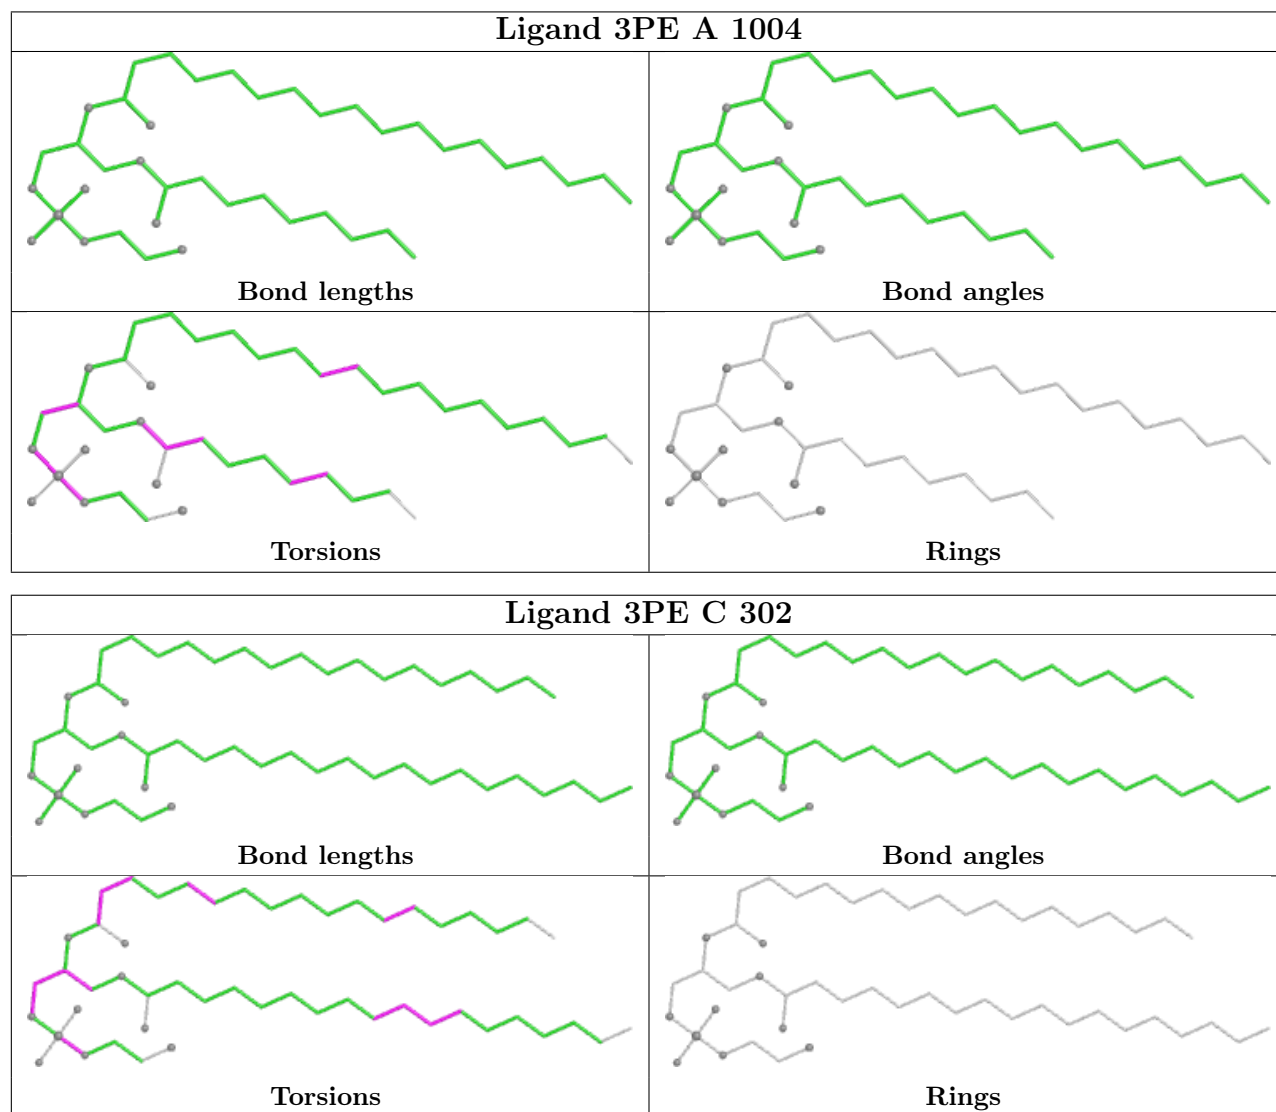 Ligand 3PE A 1004
Bond lengths
Bond angles
Torsions
Rings
Ligand 3PE C 302
Bond lengths
Bond angles
Torsions
Rings